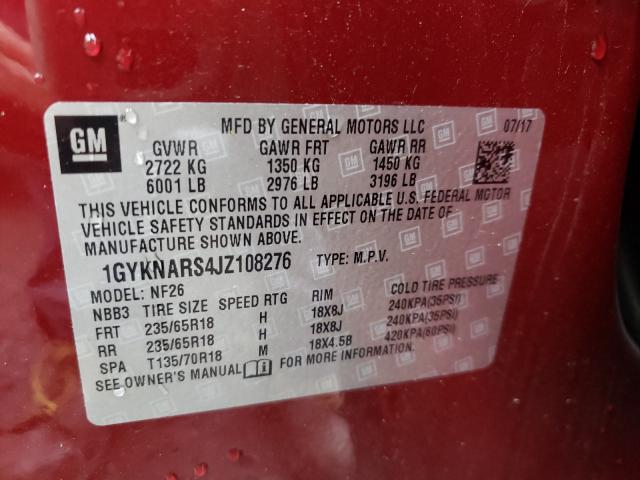 GM
MFD BY GENERAL MOTORS LLC 07/17
GVWR GAWR FRT GAWR RR
2722 KG 1350 KG 1450 KG
6001 LB 2976 LB 3196 LB
THIS VEHICLE CONFORMS TO ALL APPLICABLE U.S. FEDERAL MOTOR
VEHICLE SAFETY STANDARDS IN EFFECT ON THE DATE OF
MANUFACTURE SHOWN ABOVE.
1GYKNARS4JZ108276 TYPE: M.P.V.
MODEL: NF26
NBB3 TIRE SIZE SPEED RTG RIM COLD TIRE PRESSURE
FRT 235/65R18 H 18X8J 240KPA(35PSI)
RR 235/65R18 H 18X8J 240KPA(35PSI)
SPA T135/70R18 M 18X4.5B 420KPA(60PSI)
SEE OWNER'S MANUAL